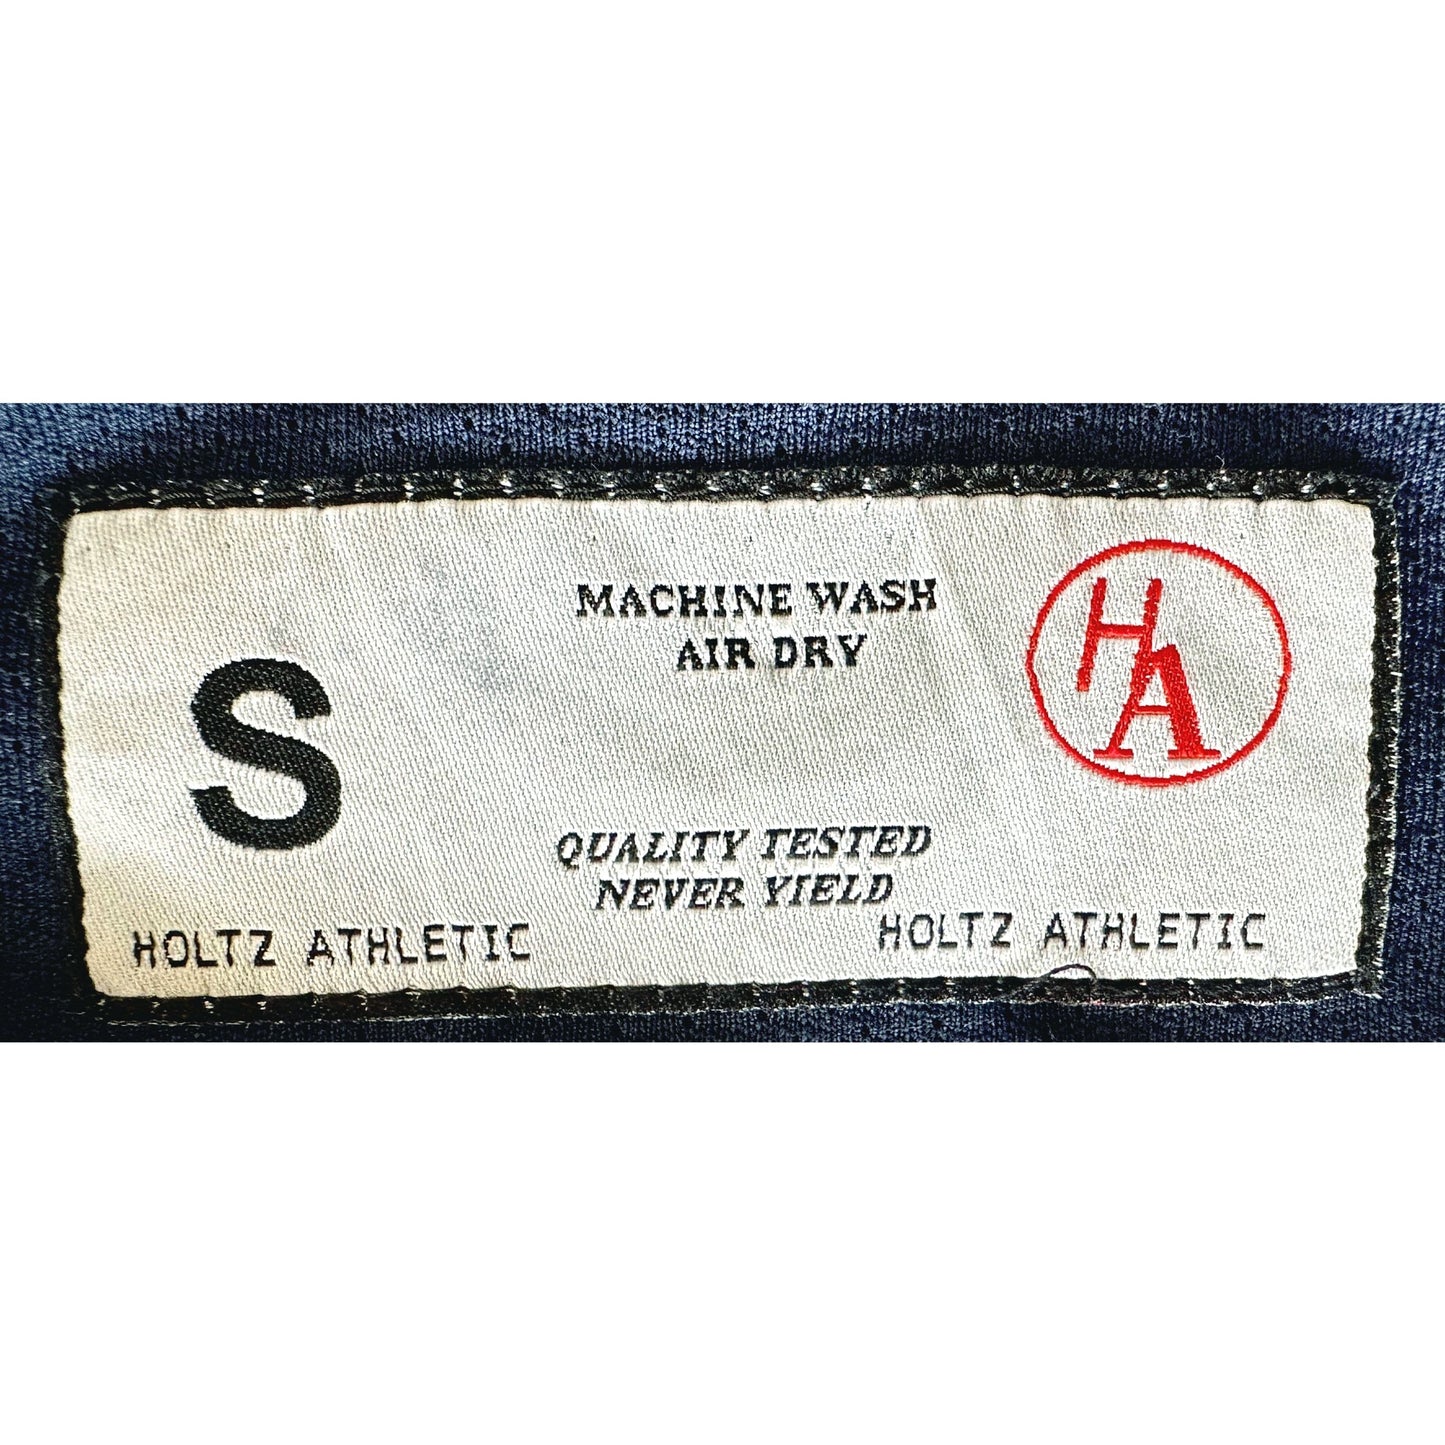 MACHINE WASH
AIR DRY
HA
S
QUALITY TESTED
NEVER YIELD
HOLTZ ATHLETIC
HOLTZ ATHLETIC